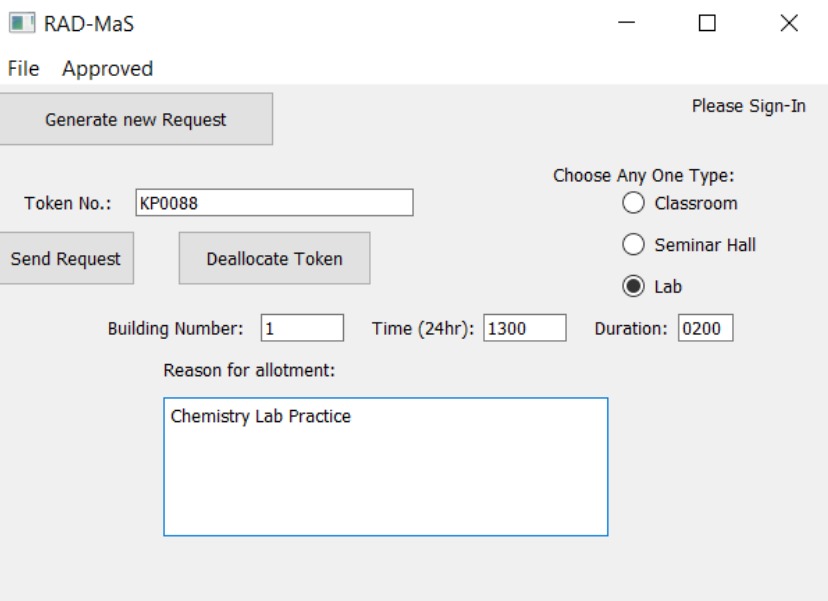 RAD-MaS
File Approved
Generate new Request
Please Sign-In
Choose Any One Type:
Token No.: KP0088
Classroom
Send Request Deallocate Token
Seminar Hall
Lab
Building Number: 1 Time (24hr): 1300 Duration: 0200
Reason for allotment:
Chemistry Lab Practice